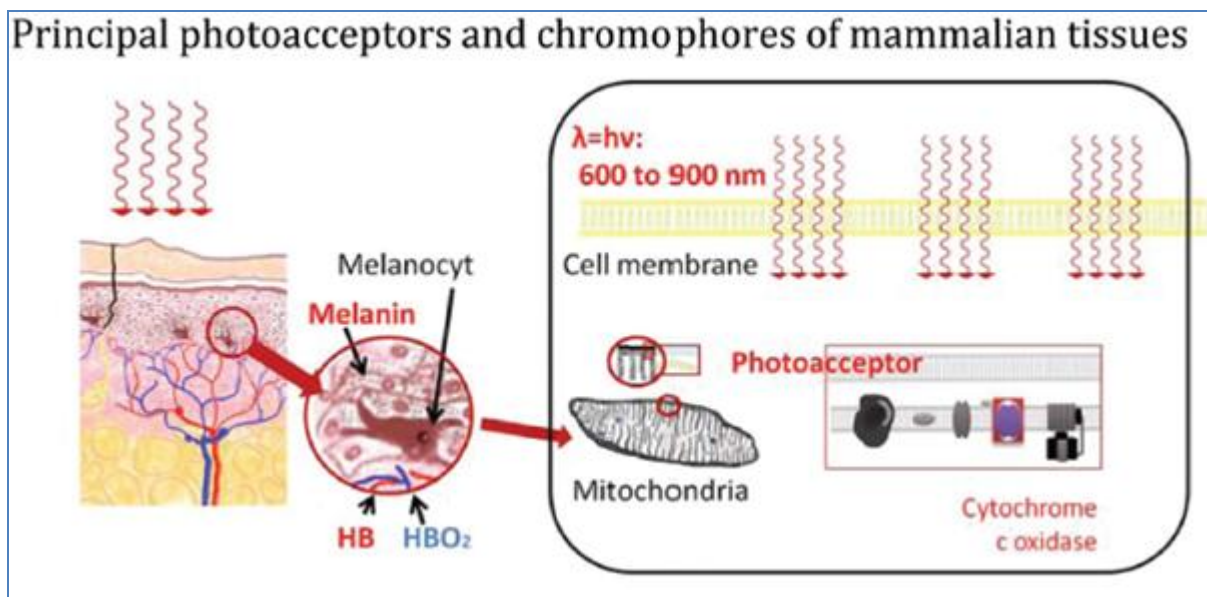 Principal photoacceptors and chromophores of mammalian tissues
λ=hν:
600 to 900 nm
Cell membrane
Melanocyt
Melanin
Photoacceptor
Mitochondria
HB
HBO₂
Cytochrome
c oxidase